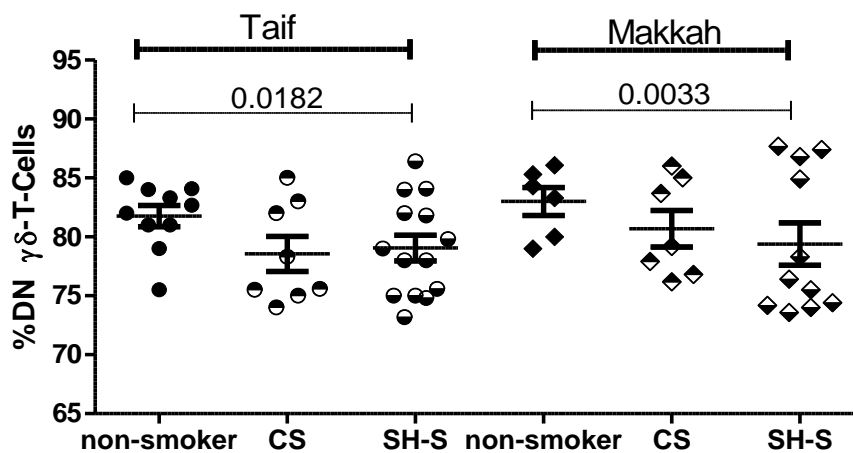 Taif Makkah
0.0182 0.0033
%DN γδ-T-Cells
95
90
85
80
75
70
65
non-smoker CS SH-S non-smoker CS SH-S